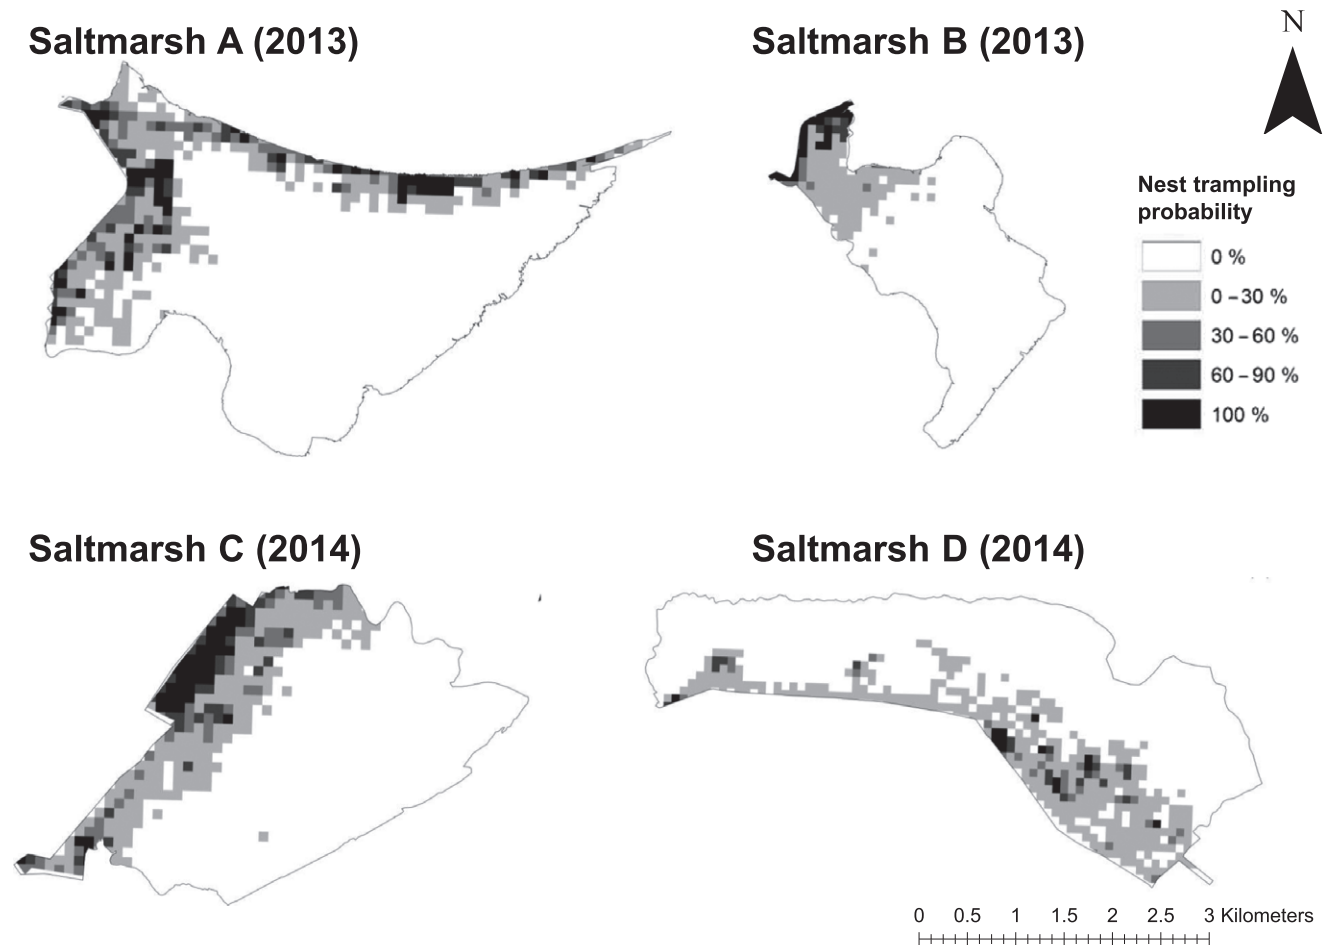 Saltmarsh A (2013)
Saltmarsh B (2013)
N
Nest trampling
probability
0 %
0 – 30 %
30 – 60 %
60 – 90 %
100 %
Saltmarsh C (2014)
Saltmarsh D (2014)
0 0.5 1 1.5 2 2.5 3 Kilometers